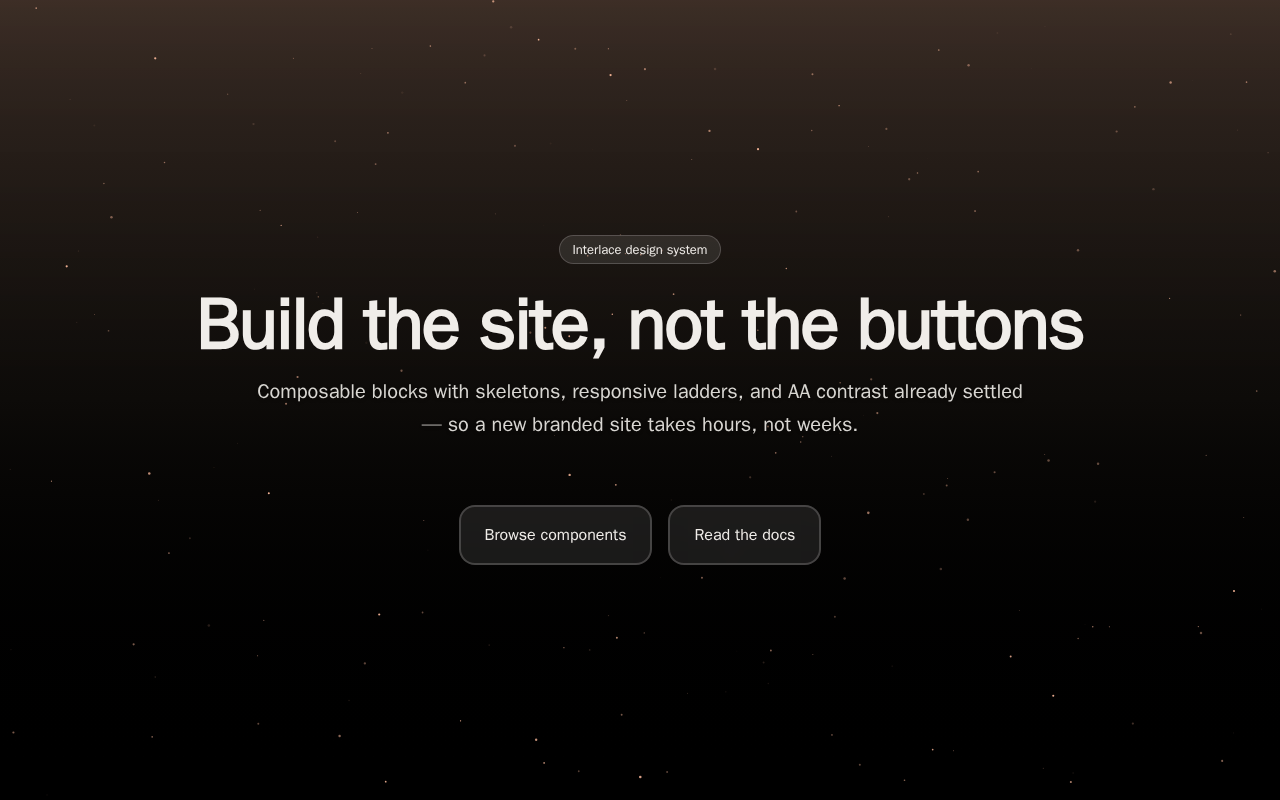 Interlace design system
Build the site, not the buttons
Composable blocks with skeletons, responsive ladders, and AA contrast already settled
— so a new branded site takes hours, not weeks.
Browse components
Read the docs